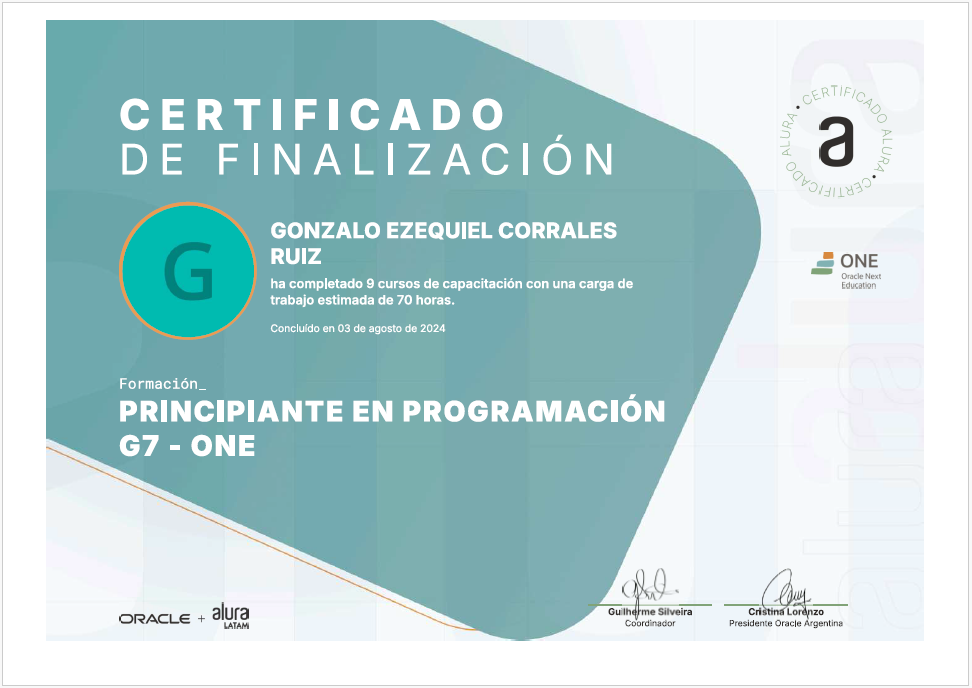 CERTIFICADO
DE FINALIZACIÓN
CERTIFICADO ALURA • CERTIFICADO ALURA •
a
G
GONZALO EZEQUIEL CORRALES
RUIZ
ha completado 9 cursos de capacitación con una carga de
trabajo estimada de 70 horas.
Concluído en 03 de agosto de 2024
ONE
Oracle Next
Education
Formación_
PRINCIPIANTE EN PROGRAMACIÓN
G7 - ONE
ORACLE + alura
LATAM
Guilherme Silveira
Coordinador
Cristina Lorenzo
Presidente Oracle Argentina
alura